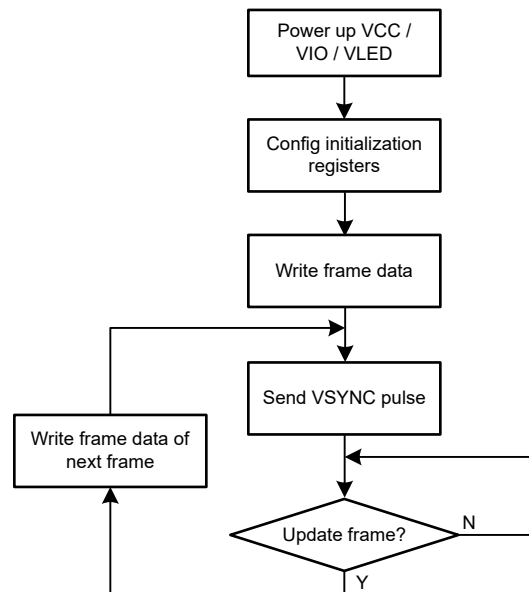 Power up VCC /
VIO / VLED
Config initialization
registers
Write frame data
Send VSYNC pulse
Write frame data of
next frame
Update frame?
N
Y